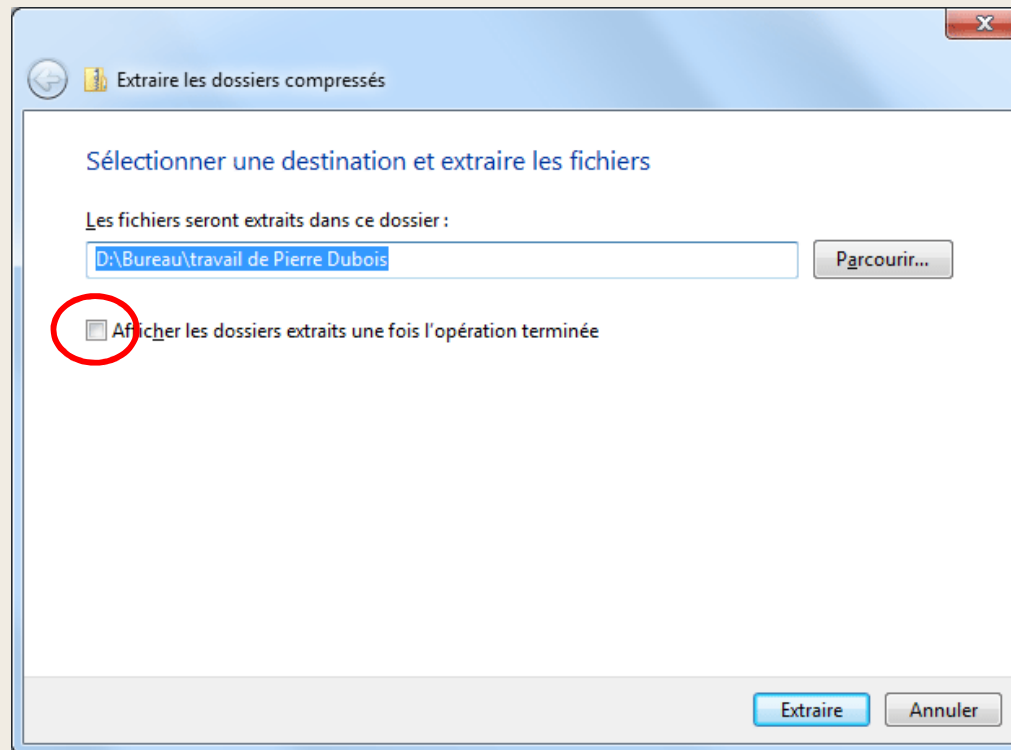 Extraire les dossiers compressés
Sélectionner une destination et extraire les fichiers
Les fichiers seront extraits dans ce dossier :
D:\Bureau\travail de Pierre Dubois
Parcourir...
Afficher les dossiers extraits une fois l'opération terminée
Extraire
Annuler